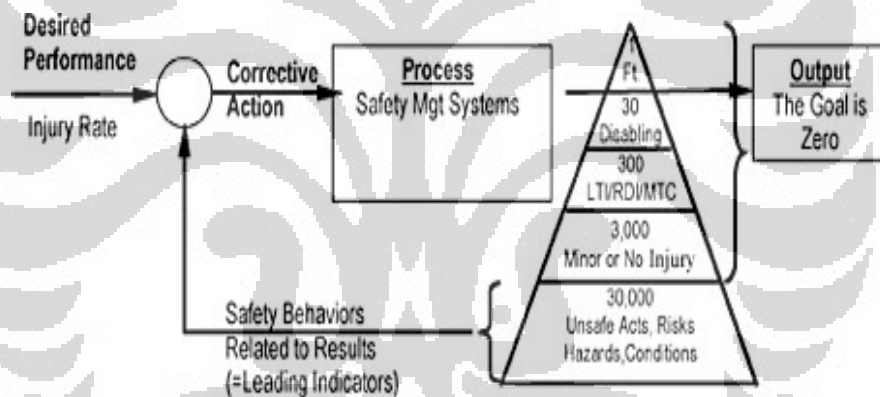 Desired
Performance
Injury Rate
Corrective
Action
Process
Safety Mgt Systems
1
Ft
30
Disabling
300
LTI/RDI/MTC
3,000
Minor or No Injury
30,000
Unsafe Acts, Risks
Hazards,Conditions
Output
The Goal is
Zero
Safety Behaviors
Related to Results
(=Leading Indicators)